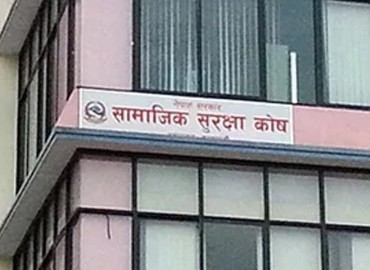 नेपाल सरकार
सामाजिक सुरक्षा कोष